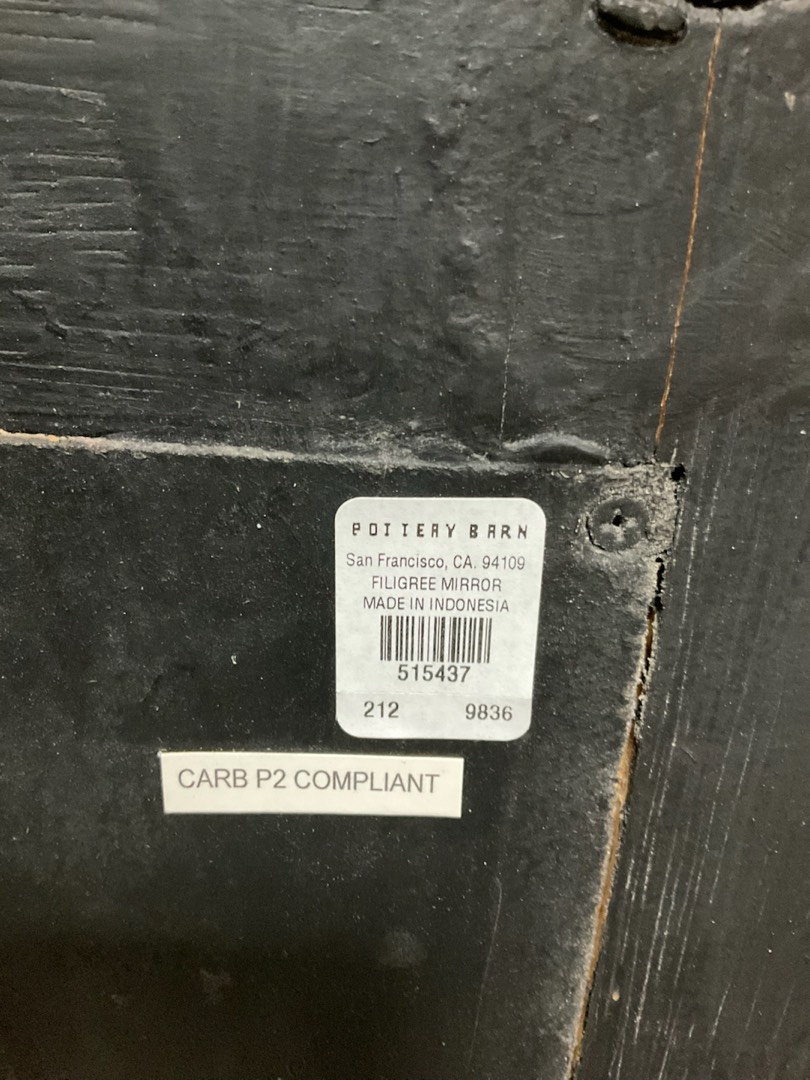 POTTERY BARN
San Francisco, CA. 94109
FILIGREE MIRROR
MADE IN INDONESIA
515437
212 9836
CARB P2 COMPLIANT